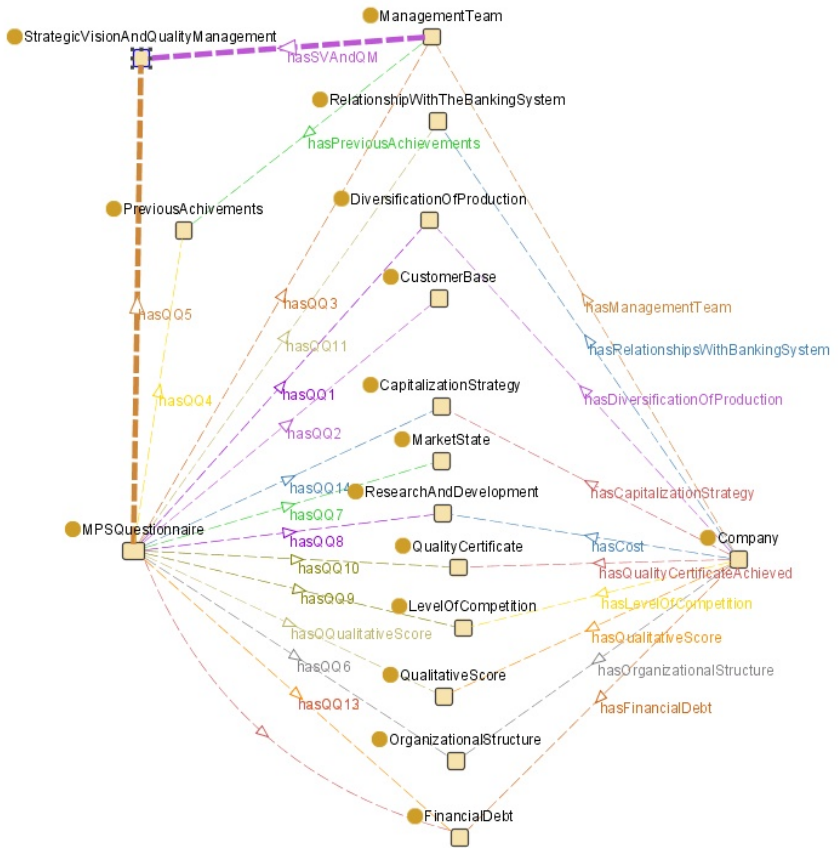 ManagementTeam
StrategicVisionAndQualityManagement
hasSVAndQM
RelationshipWithTheBankingSystem
hasPreviousAchievements
DiversificationOfProduction
PreviousAchivements
CustomerBase
hasQQ3
hasManagementTeam
hasQQ5
hasQQ11
hasRelationshipsWithBankingSystem
CapitalizationStrategy
hasQQ1
hasQQ4
hasDiversificationOfProduction
hasQQ2
MarketState
hasQQ14
ResearchAndDevelopment
hasCapitalizationStrategy
hasQQ7
MPSQuestionnaire
Company
hasQQ8
QualityCertificate
hasCost
hasQQ10
hasQualityCertificateAchieved
hasQQ9
LevelOfCompetition
hasLevelOfCompetition
hasQQualitativeScore
hasQualitativeScore
hasQQ6
hasOrganizationalStructure
QualitativeScore
hasQQ13
hasFinancialDebt
OrganizationalStructure
FinancialDebt